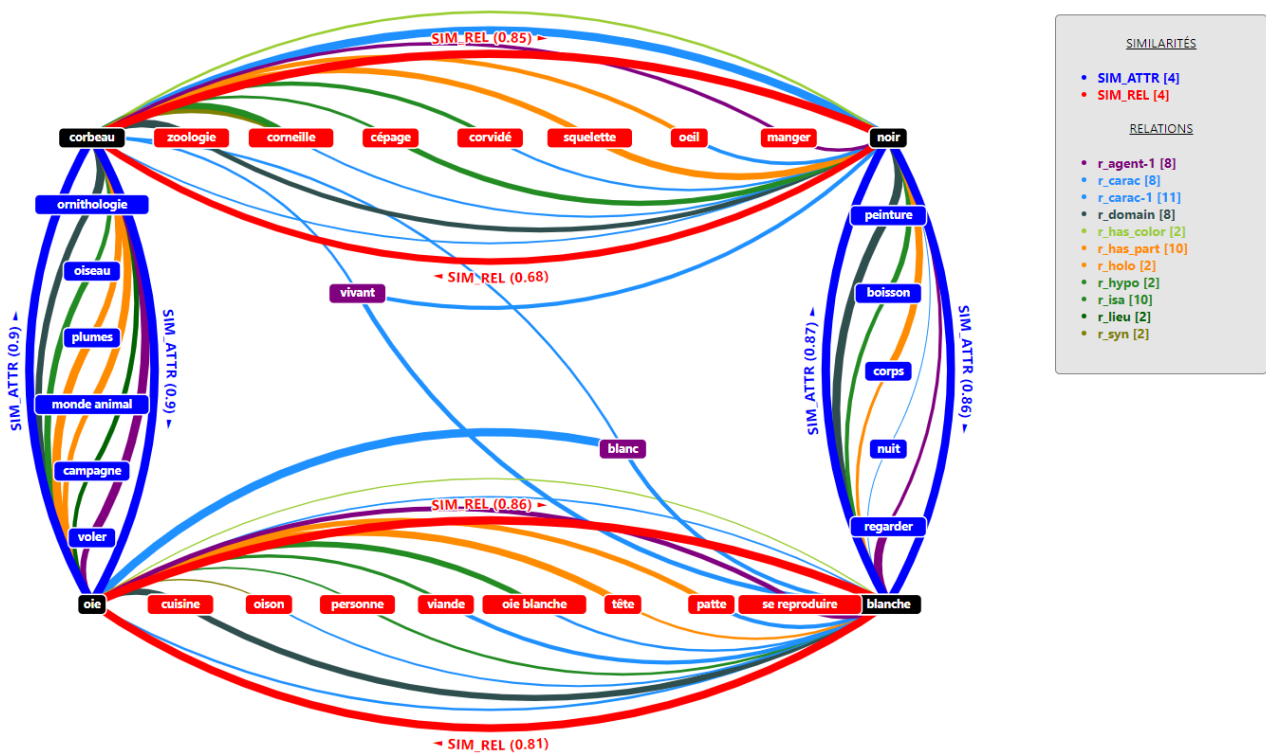 SIM_REL (0.85) ►
corbeau
zoologie
corneille
cépage
corvidé
squelette
oeil
manger
noir
◄ SIM_REL (0.68)
ornithologie
oiseau
plumes
monde animal
campagne
voler
SIM_ATTR (0.9) ►
SIM_ATTR (0.9) ►
vivant
blanc
peinture
boisson
corps
nuit
regarder
SIM_ATTR (0.87) ►
SIM_ATTR (0.86) ►
SIM_REL (0.86) ►
oie
cuisine
oison
personne
viande
oie blanche
tête
patte
se reproduire
blanche
◄ SIM_REL (0.81)
SIMILARITÉS
• SIM_ATTR [4]
• SIM_REL [4]
RELATIONS
• r_agent-1 [8]
• r_carac [8]
• r_carac-1 [11]
• r_domain [8]
• r_has_color [2]
• r_has_part [10]
• r_holo [2]
• r_hypo [2]
• r_isa [10]
• r_lieu [2]
• r_syn [2]